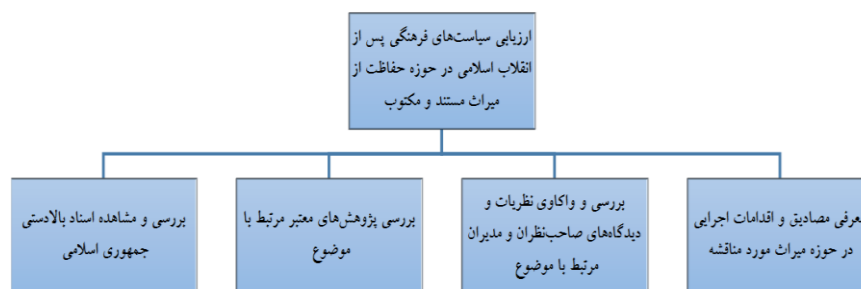 ارزیابی سیاست‌های فرهنگی پس از
انقلاب اسلامی در حوزه حفاظت از
میراث مستند و مکتوب
عرفی مصادیق و اقدامات اجرایی
در حوزه میراث مورد مناقشه
بررسی و واکاوی نظریات و
دیدگاه‌های صاحب‌نظران و مدیران
مرتبط با موضوع
بررسی پژوهش‌های معتبر مرتبط با
موضوع
بررسی و مشاهده اسناد بالادستی
جمهوری اسلامی